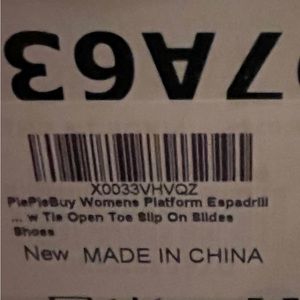 X0033VHVQZ
PiePieBuy Womens Platform Espadrill
... w Tie Open Toe Slip On Slides
Shoes
New MADE IN CHINA